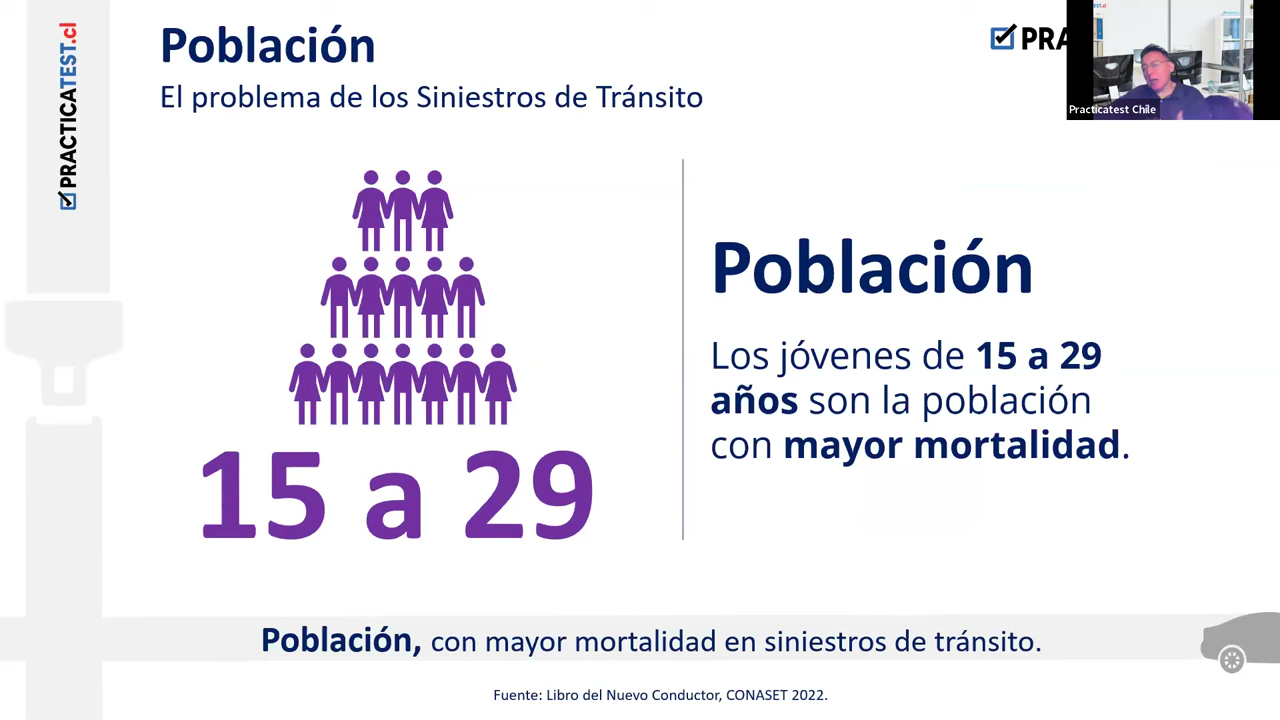 Población
El problema de los Siniestros de Tránsito
PRACTICATEST.cl
PRA
Practicatest Chile
15 a 29
Población
Los jóvenes de 15 a 29
años son la población
con mayor mortalidad.
Población, con mayor mortalidad en siniestros de tránsito.
Fuente: Libro del Nuevo Conductor, CONASET 2022.